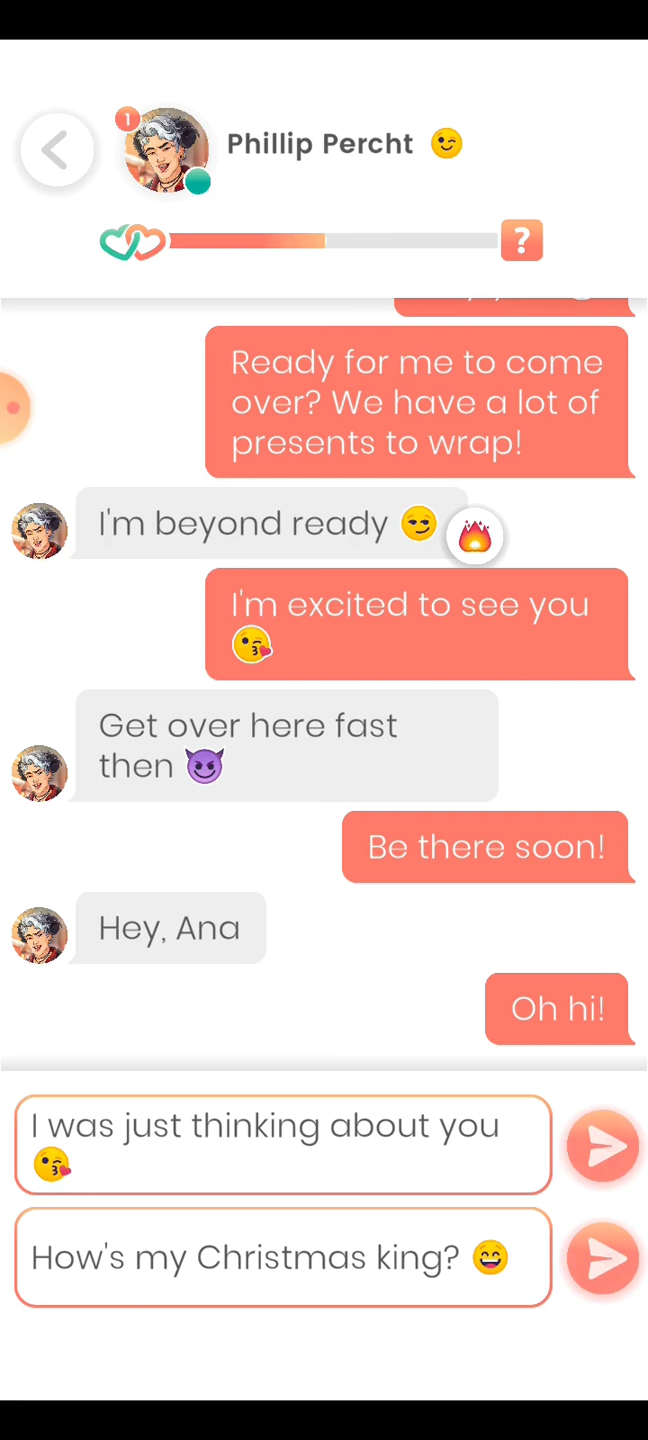 1
Phillip Percht 😉
?
Ready for me to come
over? We have a lot of
presents to wrap!
I'm beyond ready 😏
I'm excited to see you
😘
Get over here fast
then 😈
Be there soon!
Hey, Ana
Oh hi!
I was just thinking about you
😘
How's my Christmas king? 😄